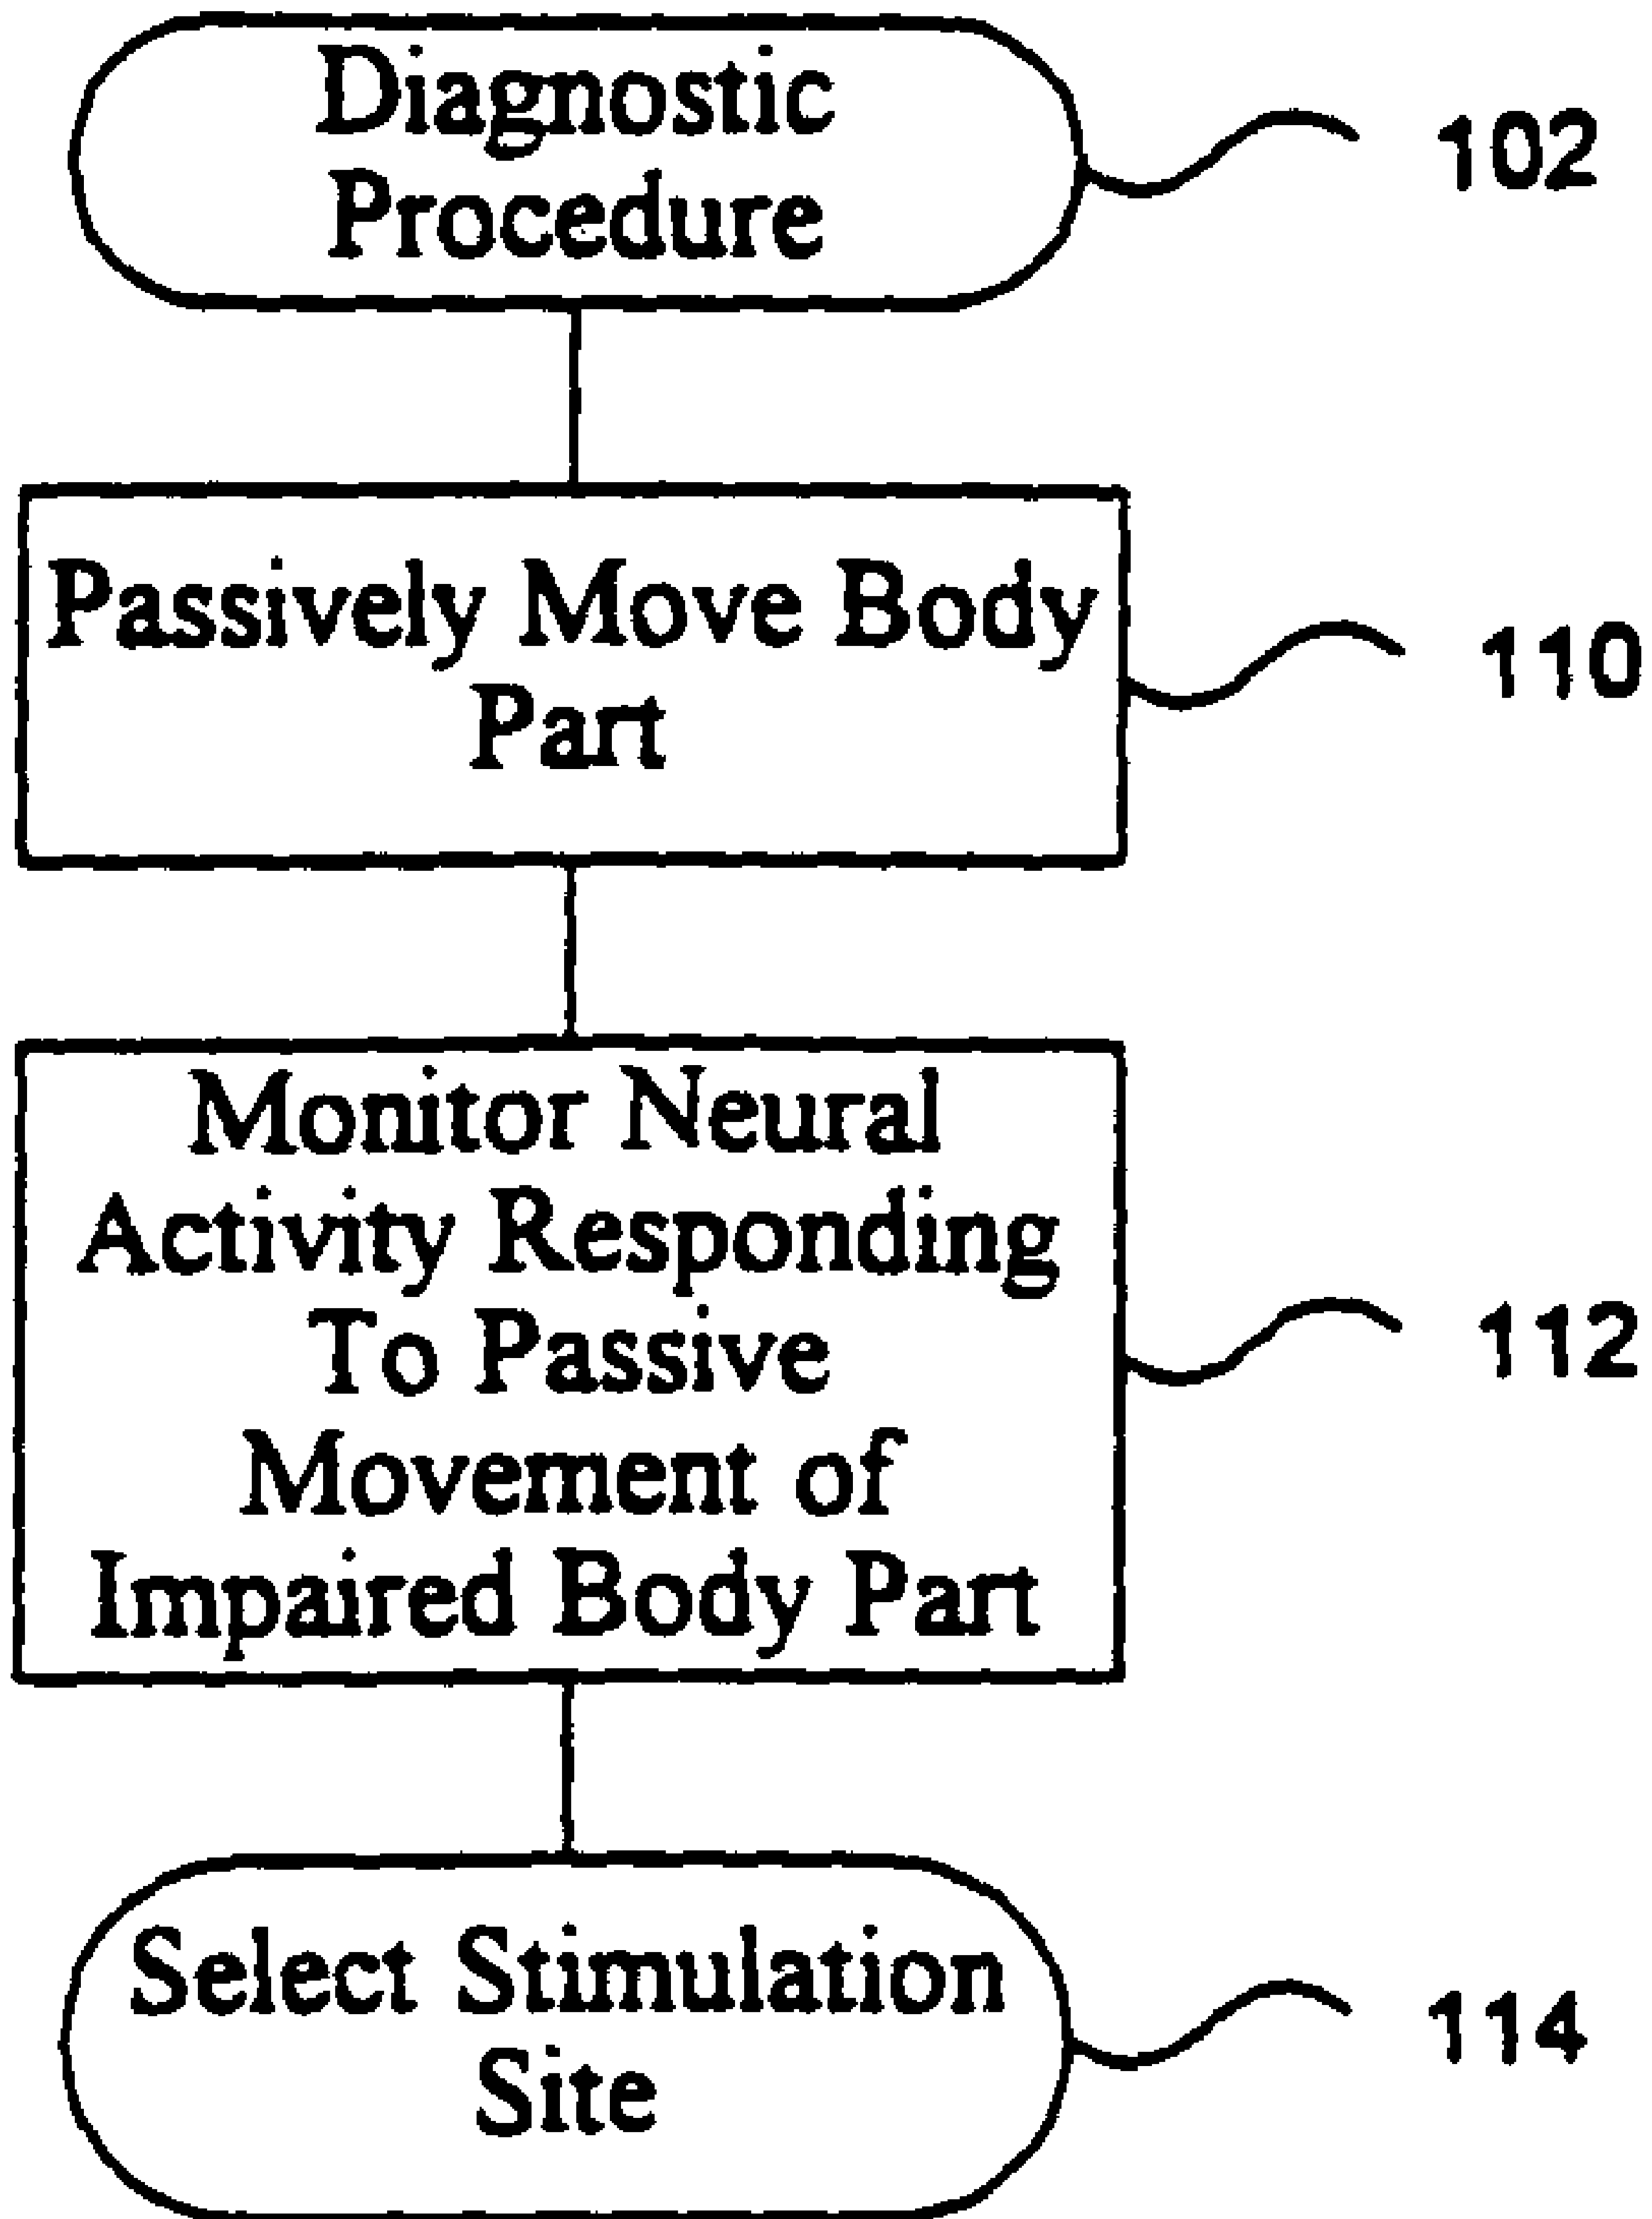 Diagnostic
Procedure
102
Passively Move Body
Part
110
Monitor Neural
Activity Responding
To Passive
Movement of
Impaired Body Part
112
Select Stimulation
Site
114